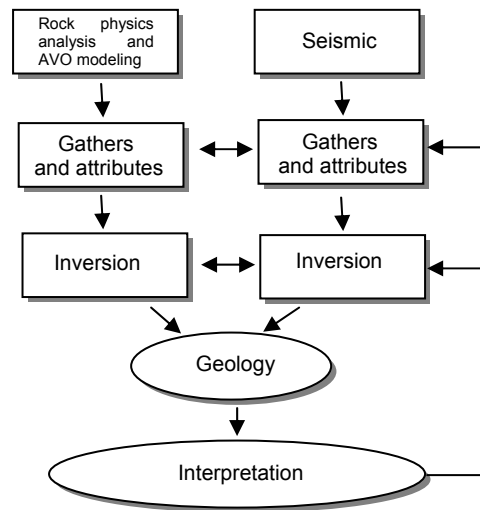 Rock physics
analysis and
AVO modeling
Seismic
Gathers
and attributes
Gathers
and attributes
Inversion
Inversion
Geology
Interpretation